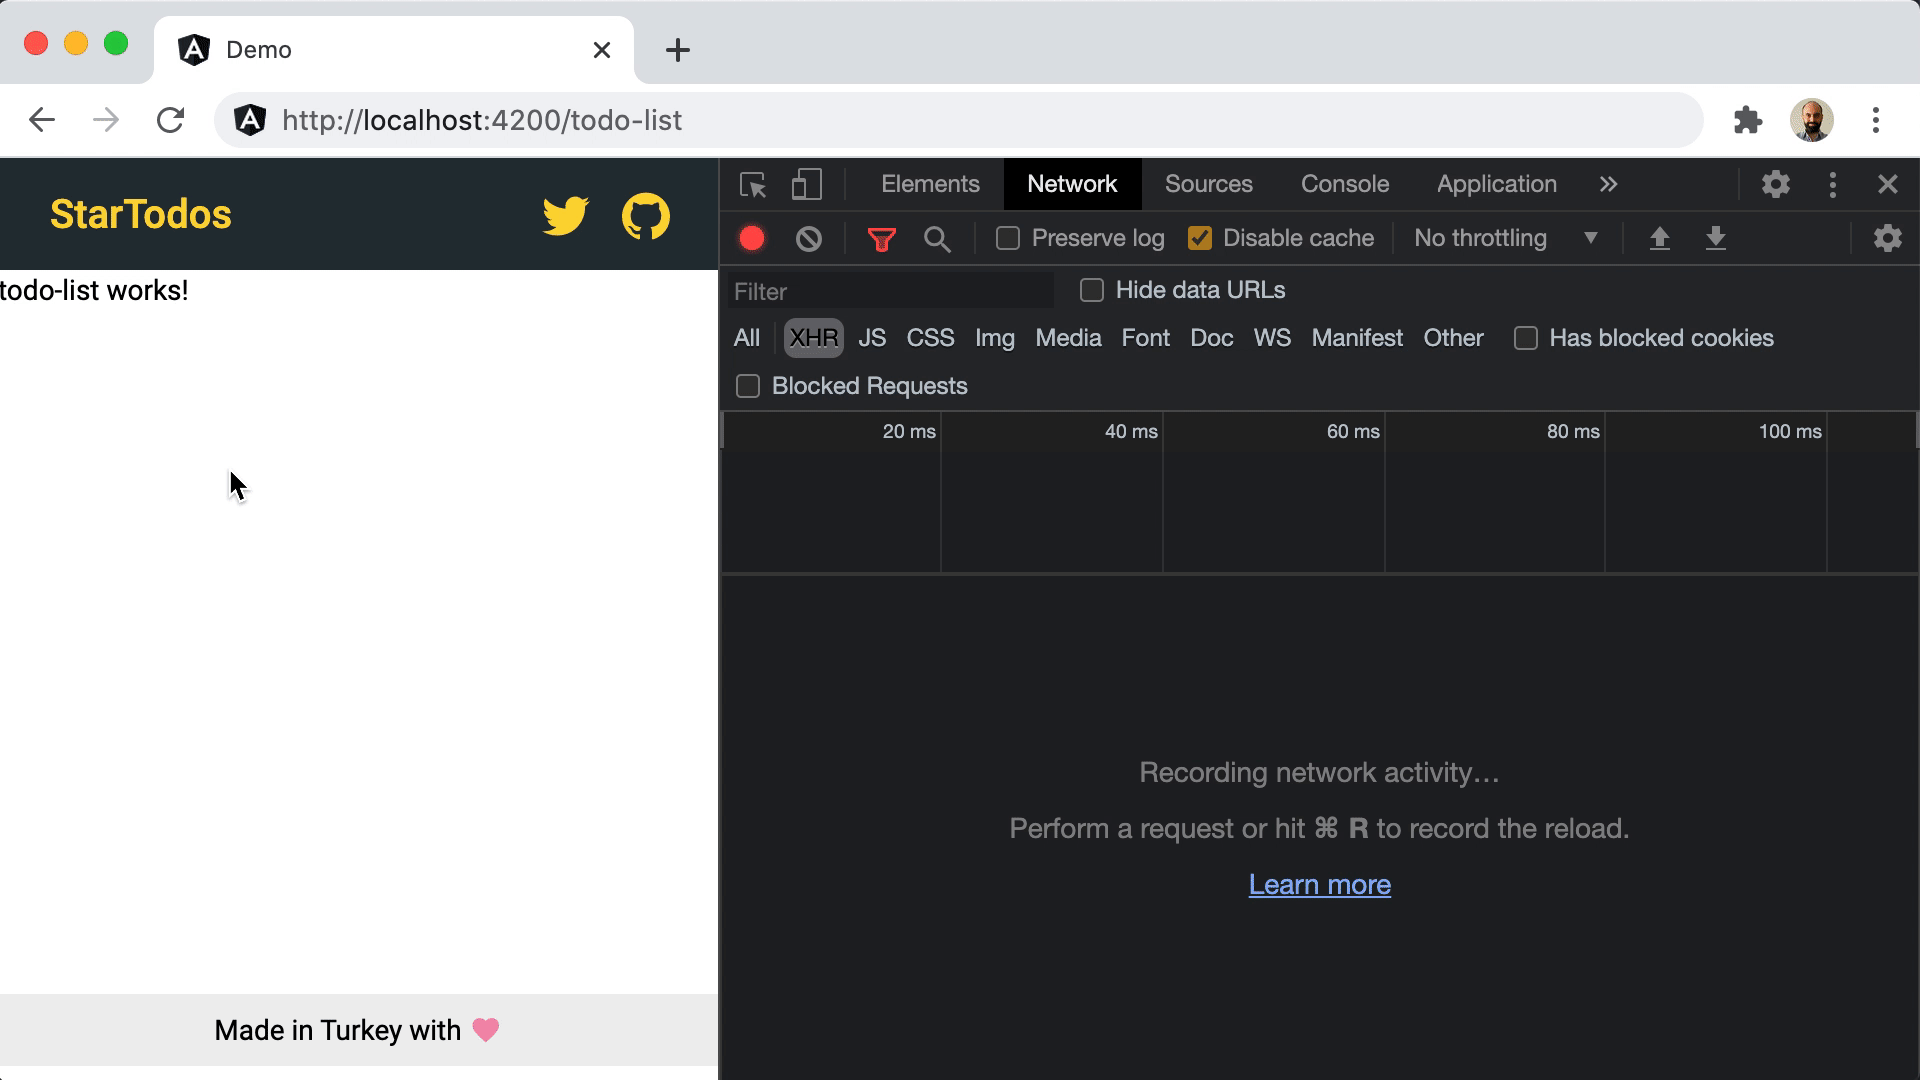 Demo
http://localhost:4200/todo-list
StarTodos
todo-list works!
Made in Turkey with
Elements Network Sources Console Application
Preserve log Disable cache No throttling
Filter Hide data URLs
All XHR JS CSS Img Media Font Doc WS Manifest Other Has blocked cookies
Blocked Requests
20 ms 40 ms 60 ms 80 ms 100 ms
Recording network activity…
Perform a request or hit ⌘ R to record the reload.
Learn more